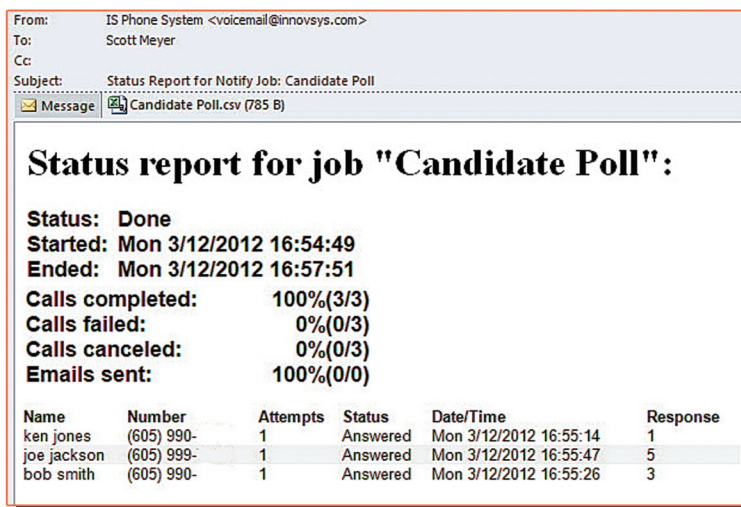 From: IS Phone System <voicemail@innovsys.com>
To: Scott Meyer
Cc:
Subject: Status Report for Notify Job: Candidate Poll
Message Candidate Poll.csv (785 B)
Status report for job "Candidate Poll":
Status: Done
Started: Mon 3/12/2012 16:54:49
Ended: Mon 3/12/2012 16:57:51
Calls completed: 100%(3/3)
Calls failed: 0%(0/3)
Calls canceled: 0%(0/3)
Emails sent: 100%(0/0)
Name Number Attempts Status Date/Time Response
ken jones (605) 990- 1 Answered Mon 3/12/2012 16:55:14 1
joe jackson (605) 999- 1 Answered Mon 3/12/2012 16:55:47 5
bob smith (605) 990- 1 Answered Mon 3/12/2012 16:55:26 3